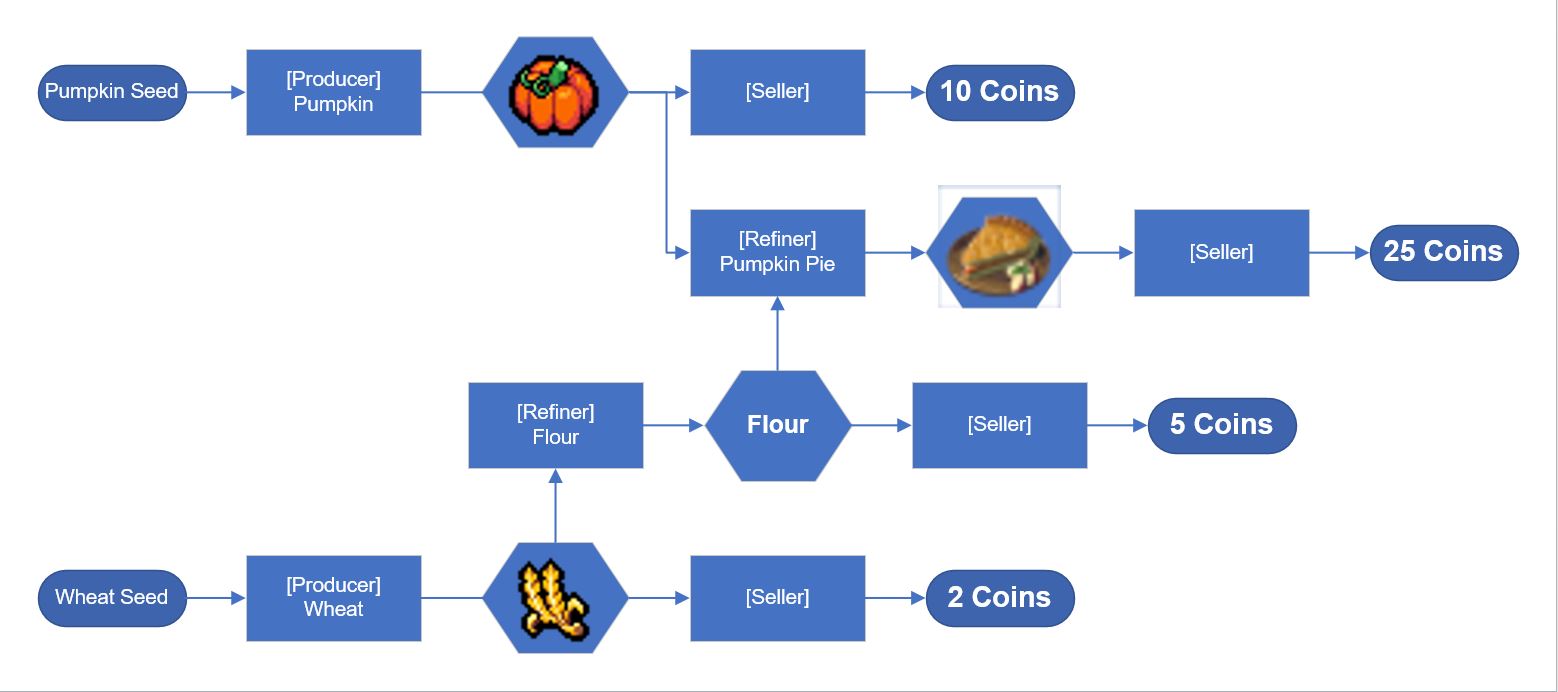 Pumpkin Seed
[Producer]
Pumpkin
[Seller]
10 Coins
[Refiner]
Pumpkin Pie
[Seller]
25 Coins
[Refiner]
Flour
Flour
[Seller]
5 Coins
Wheat Seed
[Producer]
Wheat
[Seller]
2 Coins